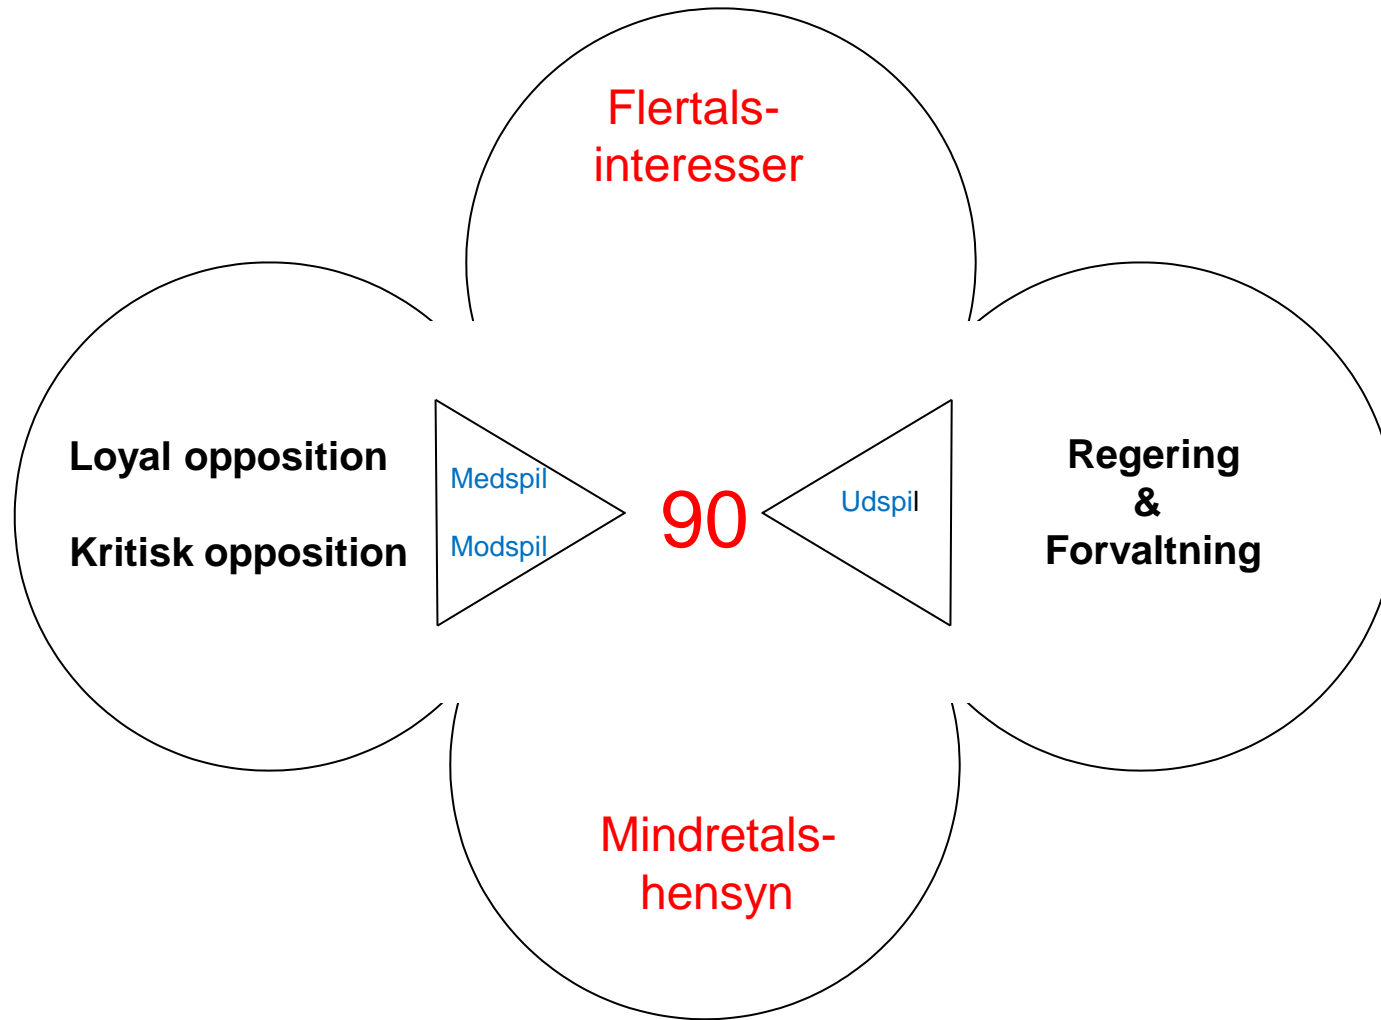 Flertals-
interesser
Loyal opposition
Kritisk opposition
Medspil
Modspil
90
Udspil
Regering
&
Forvaltning
Mindretals-
hensyn